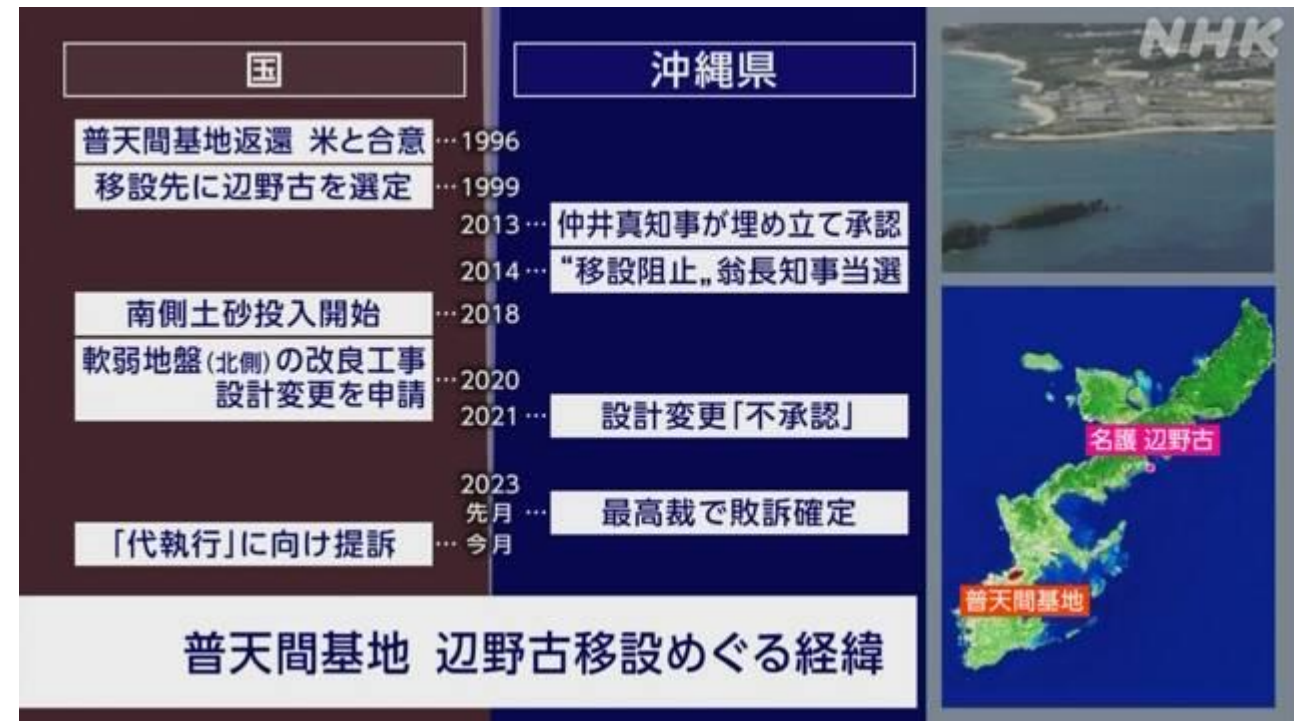 NHK
国
沖縄県
普天間基地返還 米と合意 …1996
移設先に辺野古を選定 …1999
2013… 仲井真知事が埋め立て承認
2014… “移設阻止„翁長知事当選
南側土砂投入開始 …2018
軟弱地盤(北側)の改良工事
設計変更を申請 …2020
2021… 設計変更「不承認」
2023
先月 … 最高裁で敗訴確定
「代執行」に向け提訴 … 今月
普天間基地 辺野古移設めぐる経緯
名護 辺野古
普天間基地